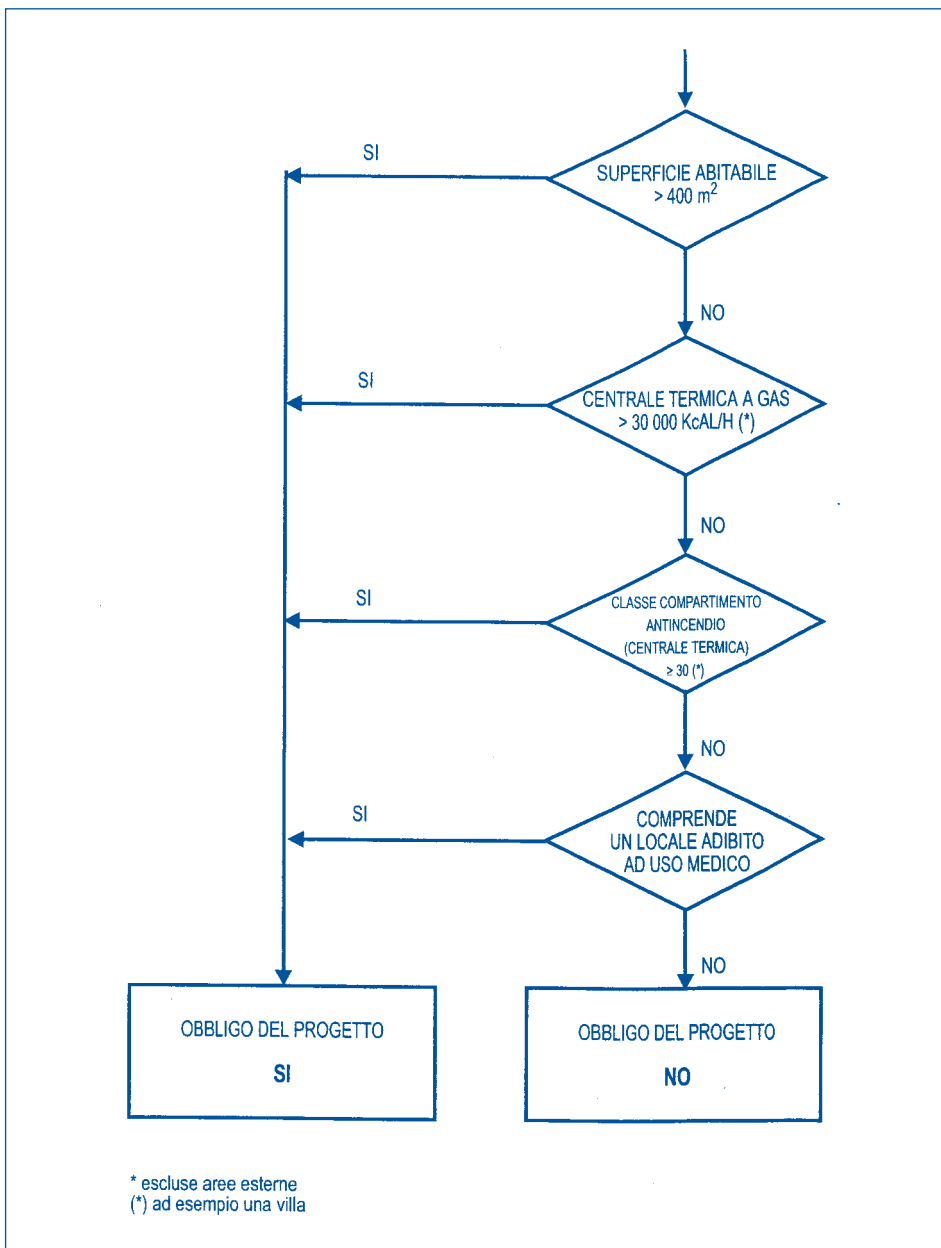 SI
SUPERFICIE ABITABILE
> 400 m²
NO
SI
CENTRALE TERMICA A GAS
> 30 000 KcAL/H (*)
NO
SI
CLASSE COMPARTIMENTO
ANTINCENDIO
(CENTRALE TERMICA)
≥ 30 (*)
NO
SI
COMPRENDE
UN LOCALE ADIBITO
AD USO MEDICO
NO
OBBLIGO DEL PROGETTO
SI
OBBLIGO DEL PROGETTO
NO
* escluse aree esterne
(*) ad esempio una villa